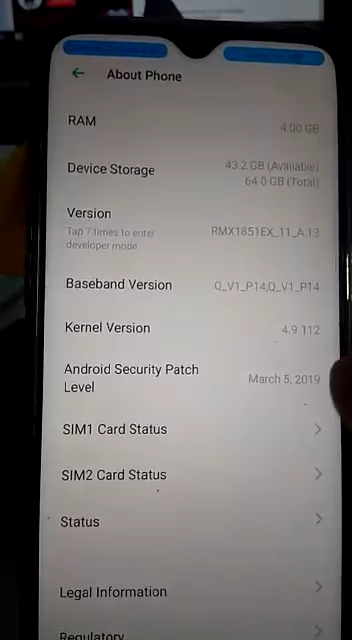 About Phone
RAM
4.00 GB
Device Storage
43.2 GB (Available)
64.0 GB (Total)
Version
Tap 7 times to enter
developer mode
RMX1851EX_11_A.13
Baseband Version
Q_V1_P14,Q_V1_P14
Kernel Version
4.9.112
Android Security Patch
Level
March 5, 2019
SIM1 Card Status
SIM2 Card Status
Status
Legal Information
Regulatory